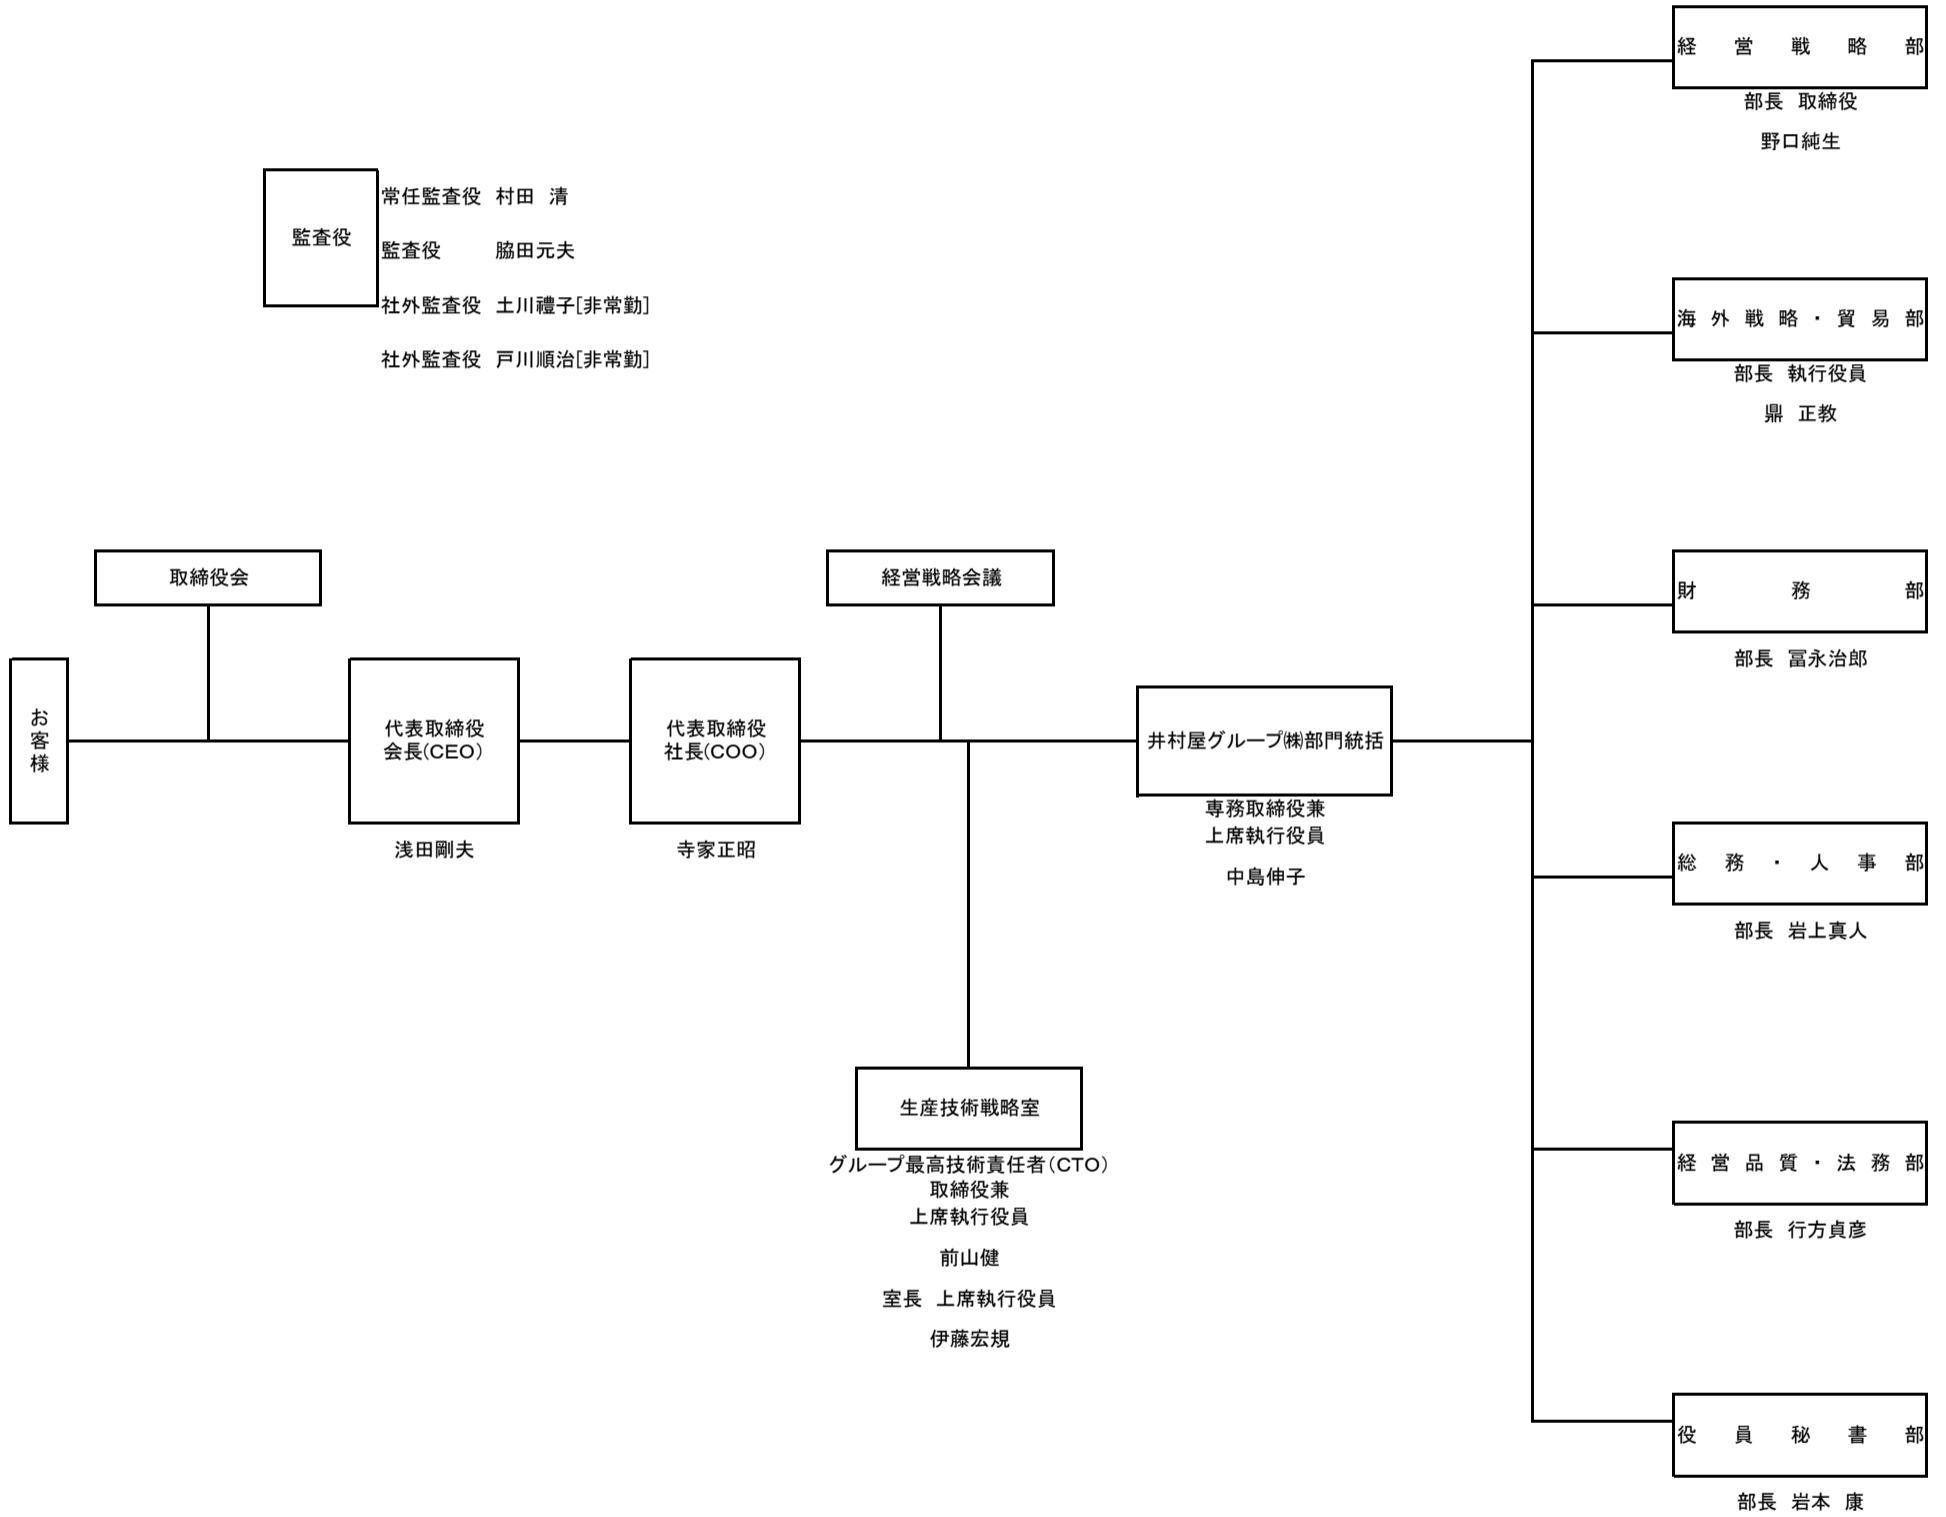 監査役
常任監査役 村田 清
監査役 脇田元夫
社外監査役 土川禮子[非常勤]
社外監査役 戸川順治[非常勤]
取締役会
お客様
代表取締役
会長(CEO)
浅田剛夫
代表取締役
社長(COO)
寺家正昭
経営戦略会議
生産技術戦略室
グループ最高技術責任者(CTO)
取締役兼
上席執行役員
前山健
室長 上席執行役員
伊藤宏規
井村屋グループ㈱部門統括
専務取締役兼
上席執行役員
中島伸子
経営戦略部
部長 取締役
野口純生
海外戦略・貿易部
部長 執行役員
鼎 正教
財務部
部長 冨永治郎
総務・人事部
部長 岩上真人
経営品質・法務部
部長 行方貞彦
役員秘書部
部長 岩本 康